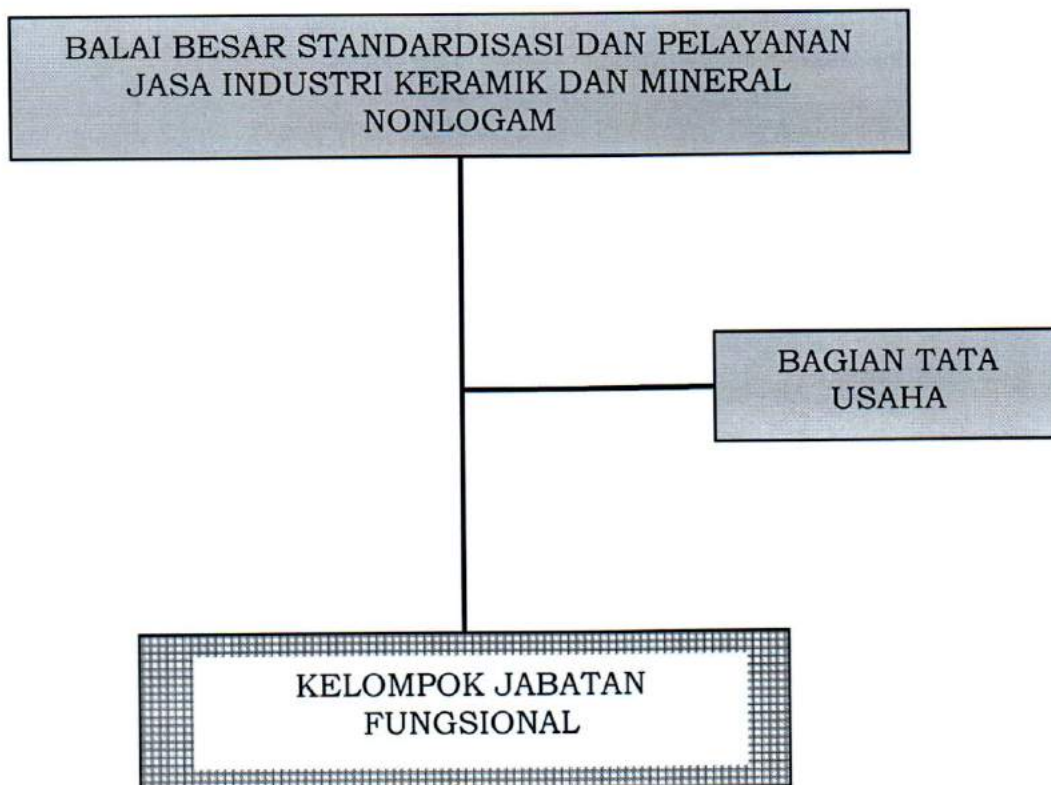 BALAI BESAR STANDARDISASI DAN PELAYANAN
JASA INDUSTRI KERAMIK DAN MINERAL
NONLOGAM
BAGIAN TATA
USAHA
KELOMPOK JABATAN
FUNGSIONAL